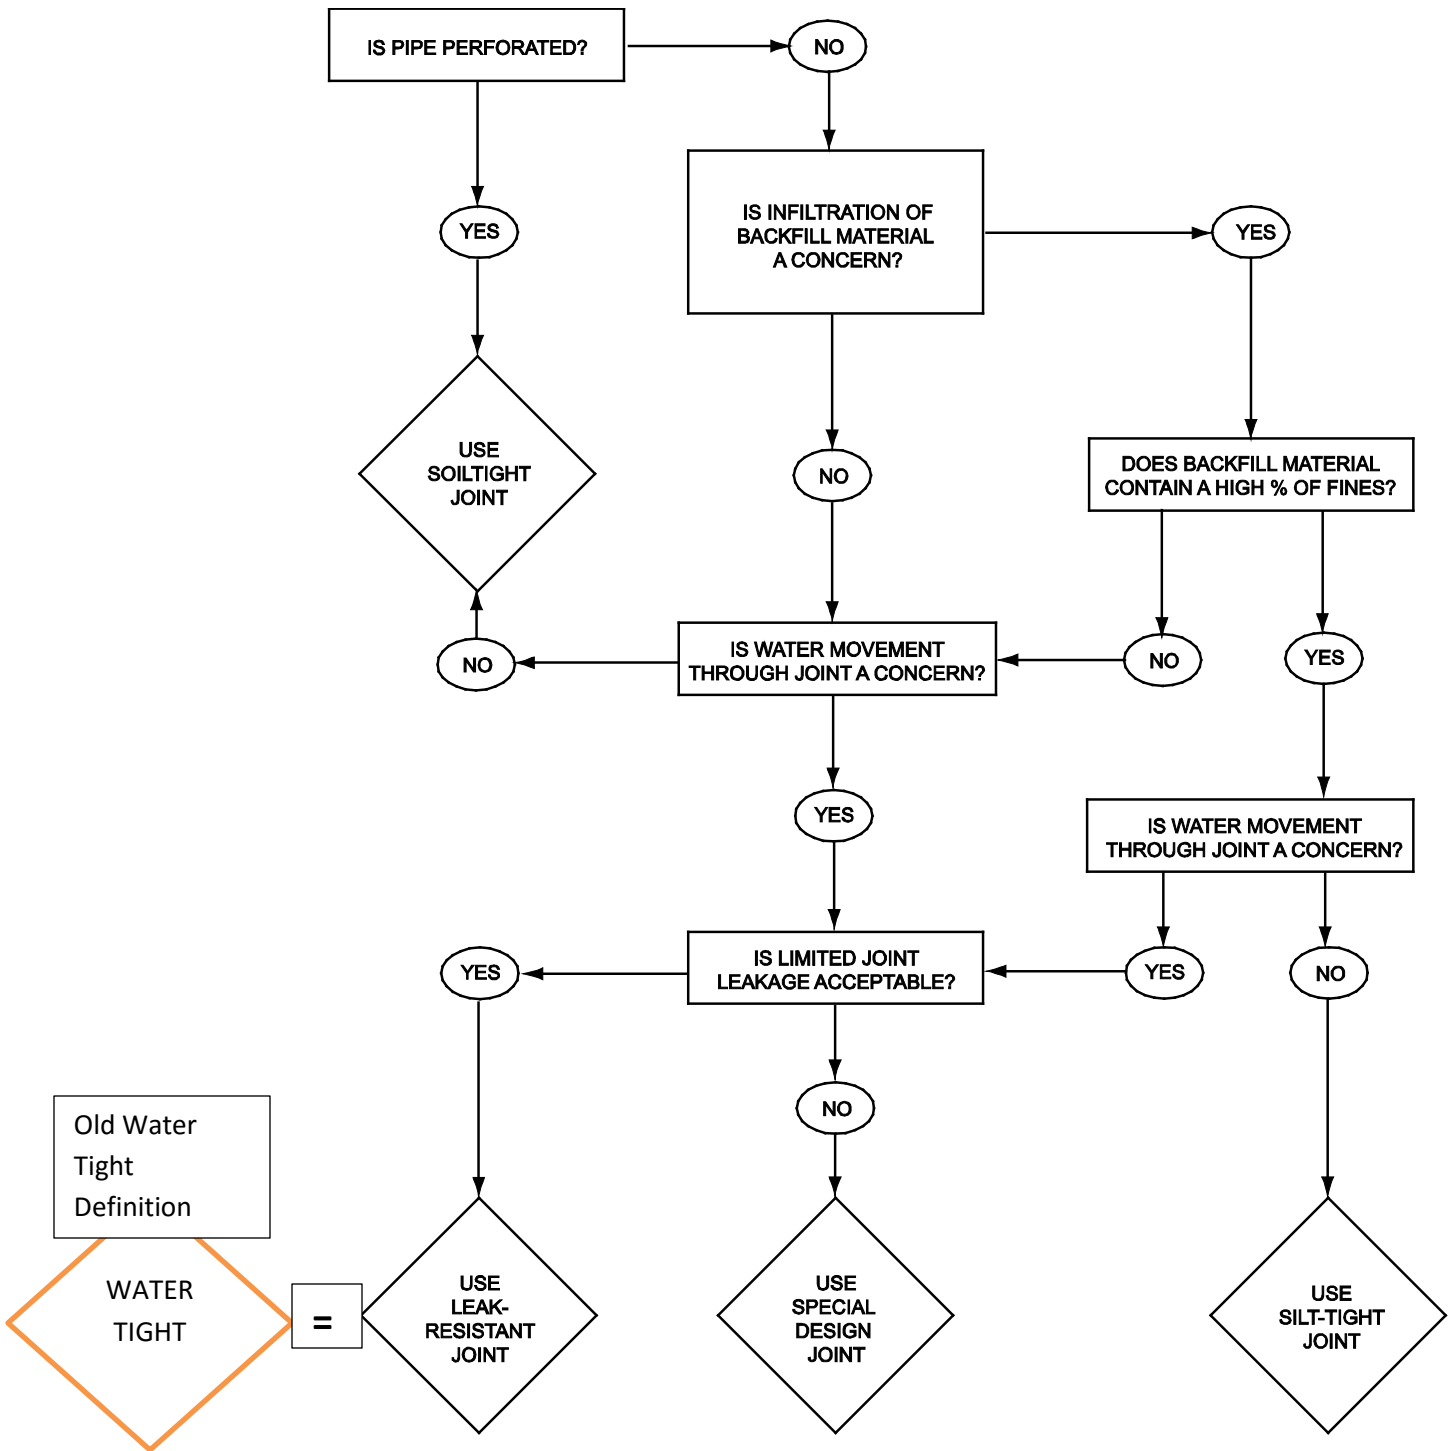 IS PIPE PERFORATED?
NO
IS INFILTRATION OF
BACKFILL MATERIAL
A CONCERN?
YES
YES
USE
SOILTIGHT
JOINT
NO
DOES BACKFILL MATERIAL
CONTAIN A HIGH % OF FINES?
NO
IS WATER MOVEMENT
THROUGH JOINT A CONCERN?
NO
YES
YES
IS WATER MOVEMENT
THROUGH JOINT A CONCERN?
YES
IS LIMITED JOINT
LEAKAGE ACCEPTABLE?
YES
NO
NO
Old Water
Tight
Definition
WATER
TIGHT
=
USE
LEAK-
RESISTANT
JOINT
USE
SPECIAL
DESIGN
JOINT
USE
SILT-TIGHT
JOINT